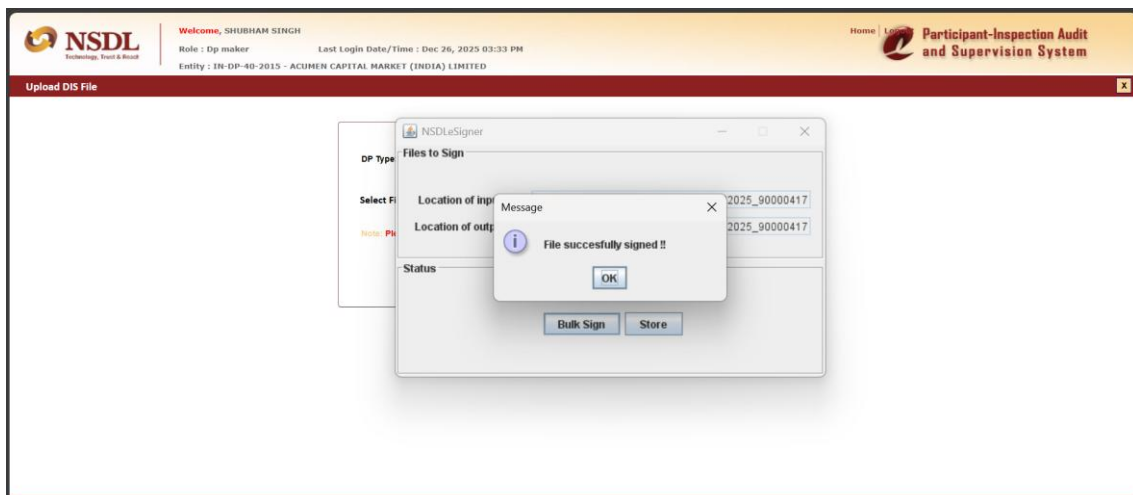 NSDL
Technology, Trust & Reach
Welcome, SHUBHAM SINGH
Role : Dp maker Last Login Date/Time : Dec 26, 2025 03:33 PM
Entity : IN-DP-40-2015 - ACUMEN CAPITAL MARKET (INDIA) LIMITED
Home
Participant-Inspection Audit
and Supervision System
Upload DIS File
X
DP Type
Select Fi
Note: Ple
NSDLeSigner
Files to Sign
Location of inp 2025_90000417
Location of outp 2025_90000417
Message
File succesfully signed !!
OK
Status
Bulk Sign Store